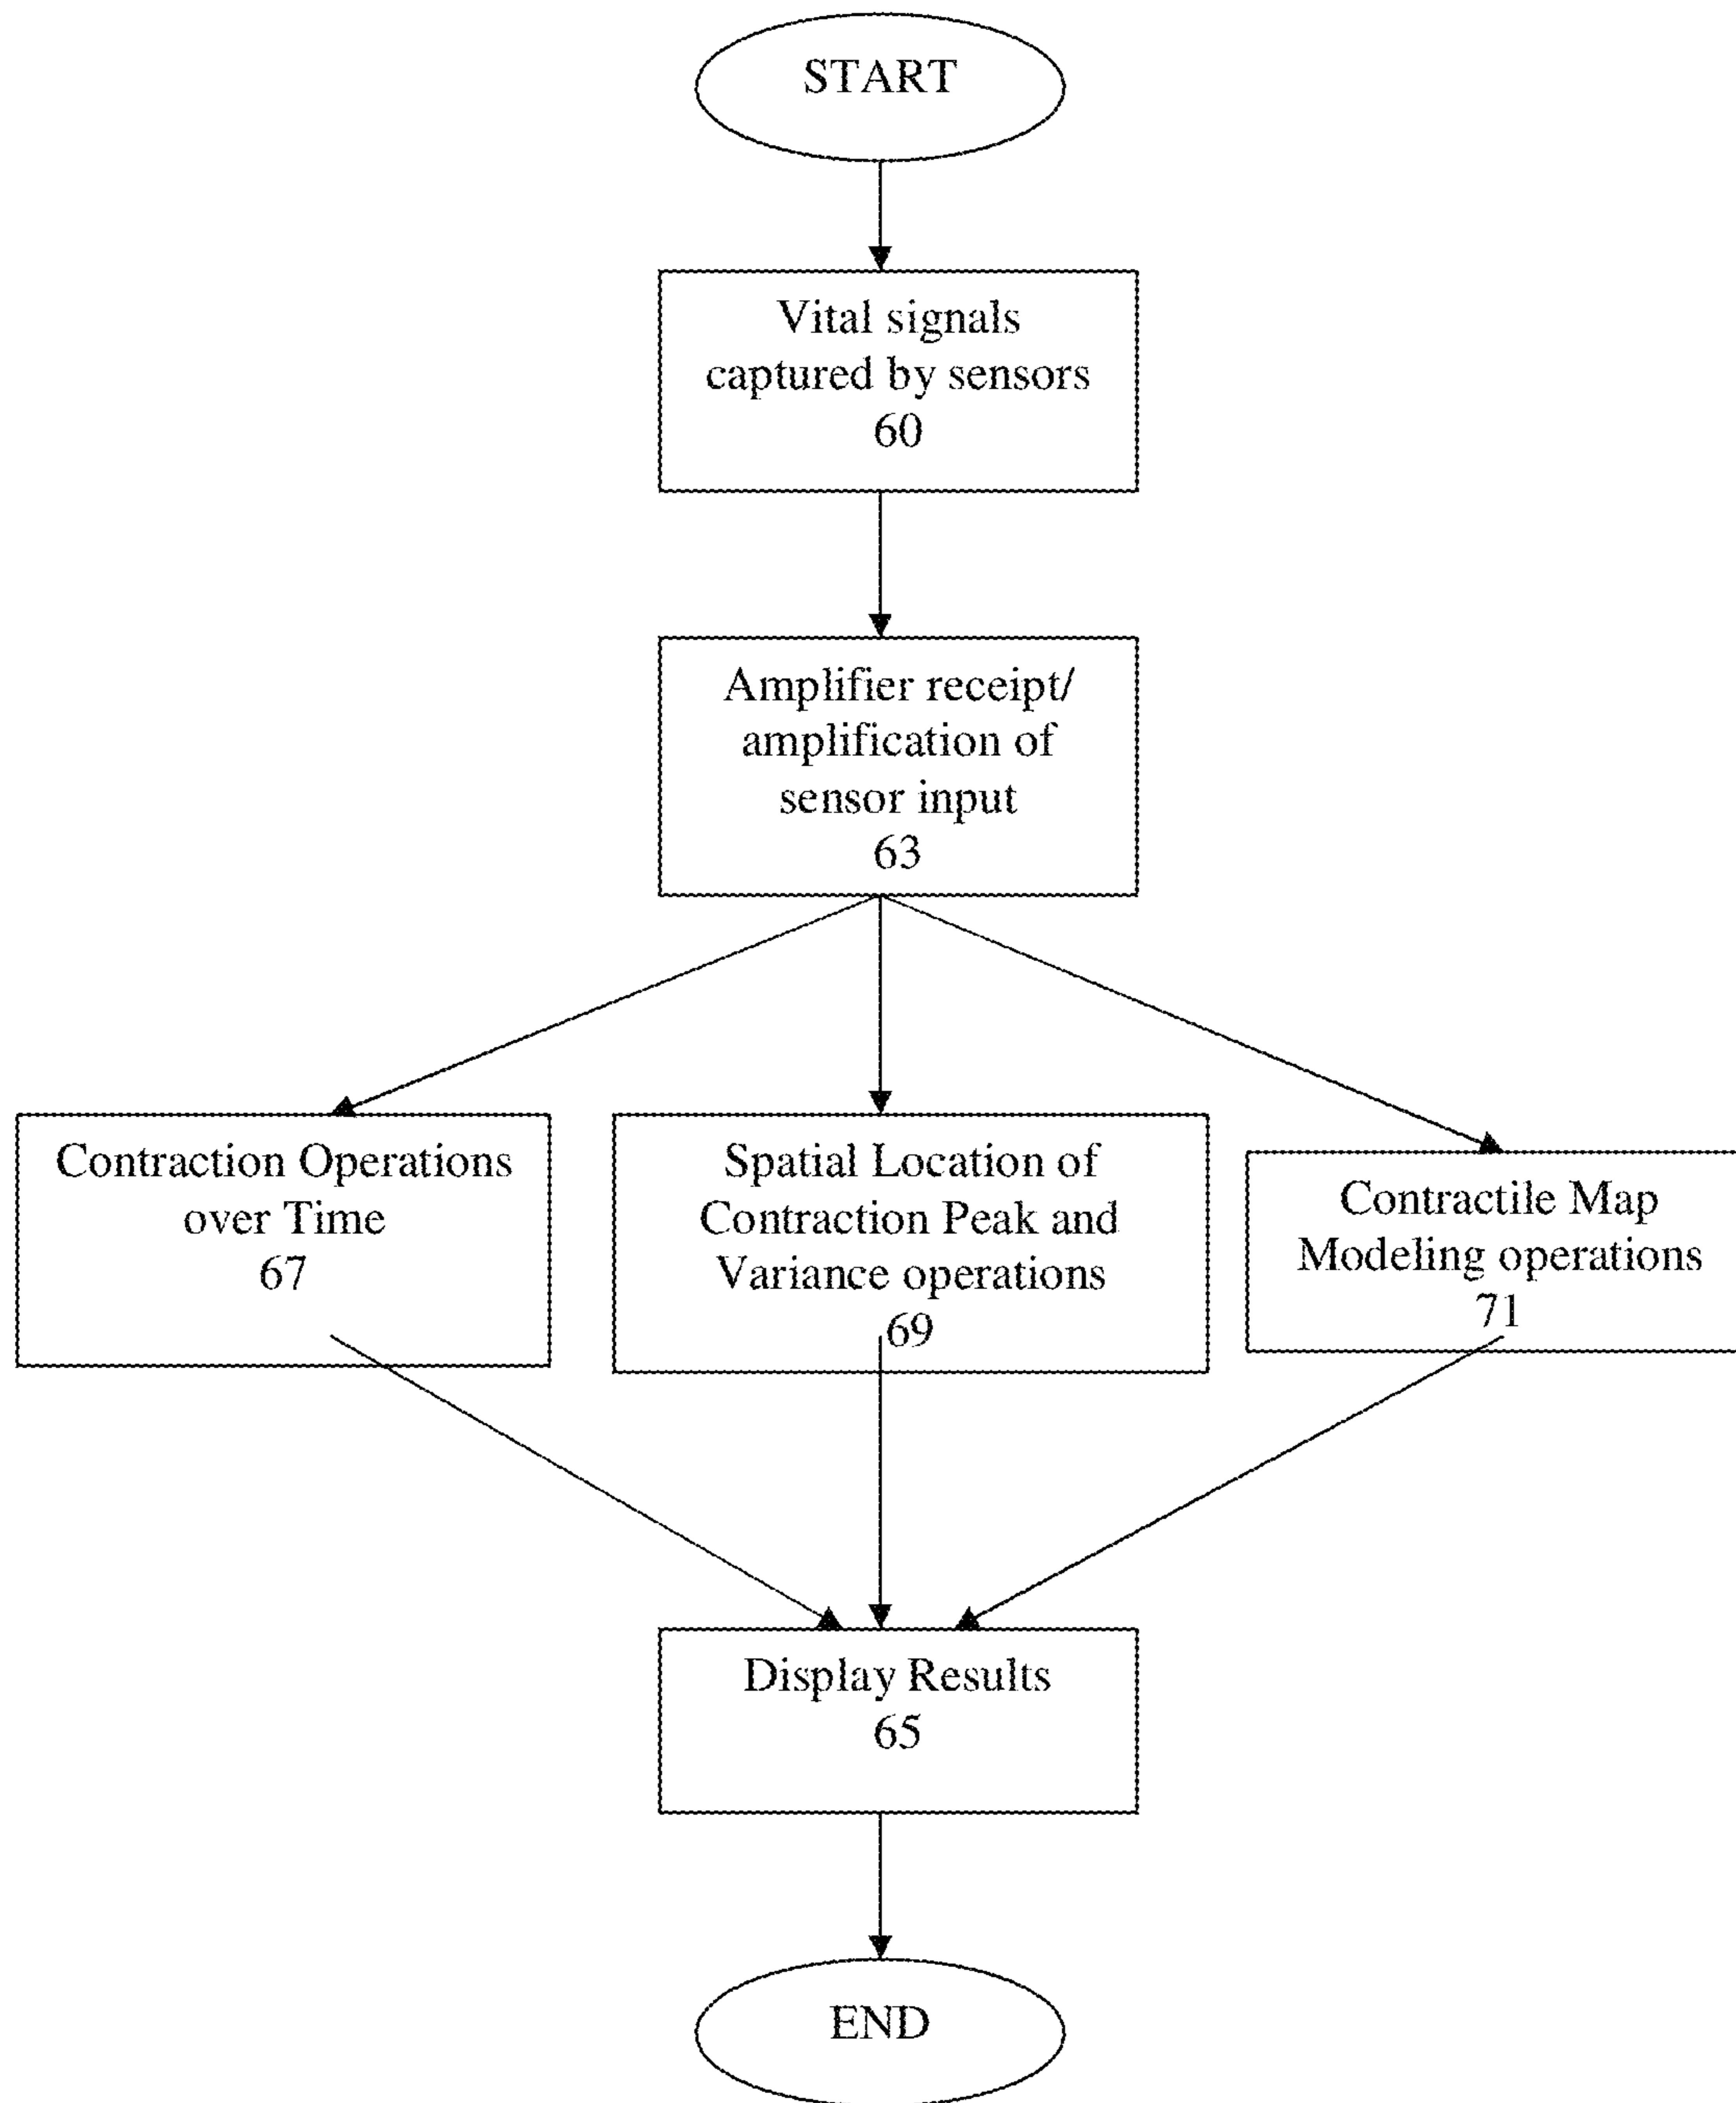 START
Vital signals
captured by sensors
60
Amplifier receipt/
amplification of
sensor input
63
Contraction Operations
over Time
67
Spatial Location of
Contraction Peak and
Variance operations
69
Contractile Map
Modeling operations
71
Display Results
65
END